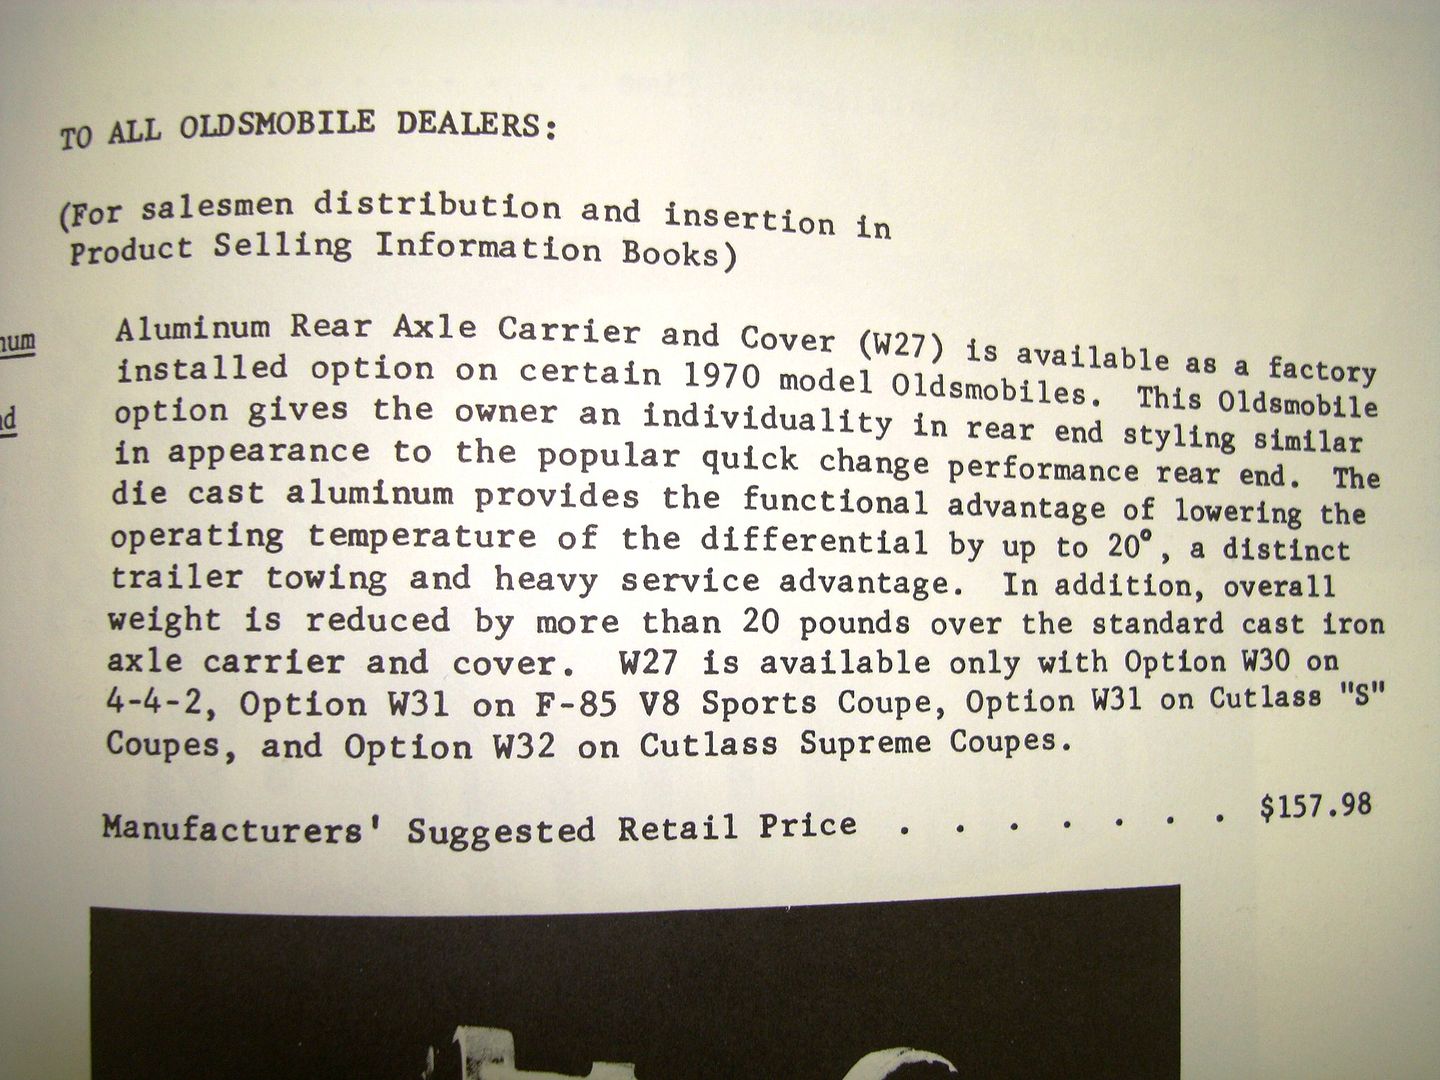 TO ALL OLDSMOBILE DEALERS:
(For salesmen distribution and insertion in
Product Selling Information Books)
Aluminum Rear Axle Carrier and Cover (W27) is available as a factory
installed option on certain 1970 model Oldsmobiles. This Oldsmobile
option gives the owner an individuality in rear end styling similar
in appearance to the popular quick change performance rear end. The
die cast aluminum provides the functional advantage of lowering the
operating temperature of the differential by up to 20°, a distinct
trailer towing and heavy service advantage. In addition, overall
weight is reduced by more than 20 pounds over the standard cast iron
axle carrier and cover. W27 is available only with Option W30 on
4-4-2, Option W31 on F-85 V8 Sports Coupe, Option W31 on Cutlass "S"
Coupes, and Option W32 on Cutlass Supreme Coupes.
Manufacturers' Suggested Retail Price . . . . . . . $157.98